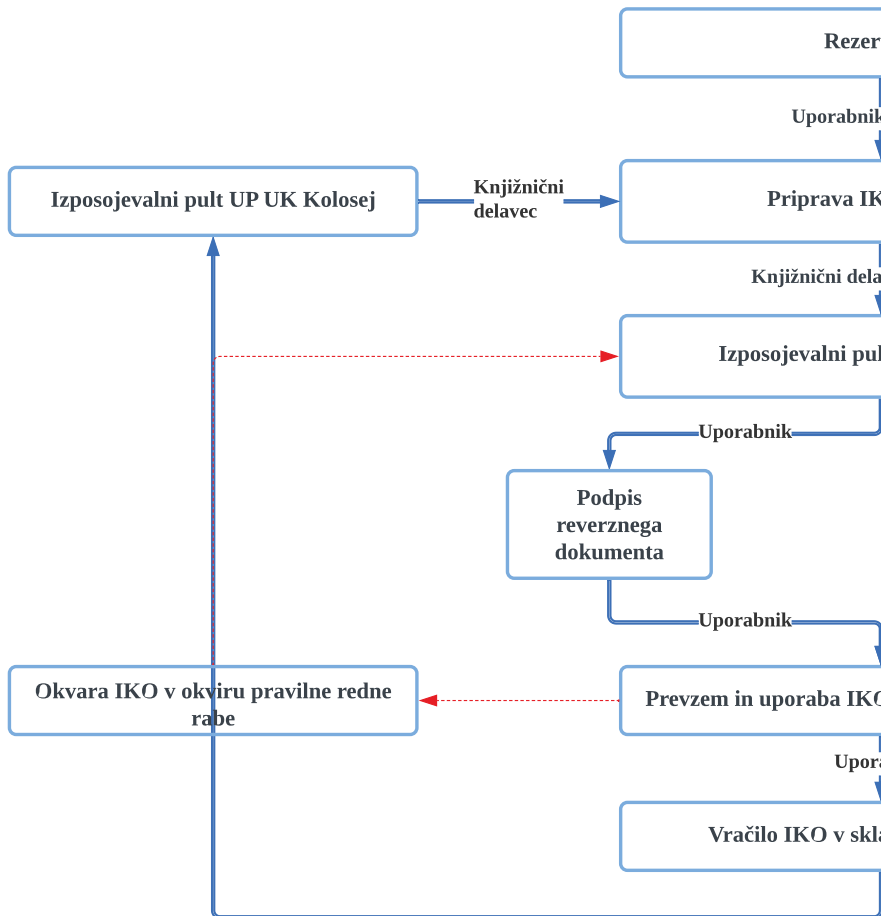 Rezer
Uporabnik
Izposojevalni pult UP UK Kolosej
Knjižnični
delavec
Priprava IK
Knjižnični dela
Izposojevalni pul
Uporabnik
Podpis
reverznega
dokumenta
Uporabnik
Okvara IKO v okviru pravilne redne
rabe
Prevzem in uporaba IKO
Upora
Vračilo IKO v skla